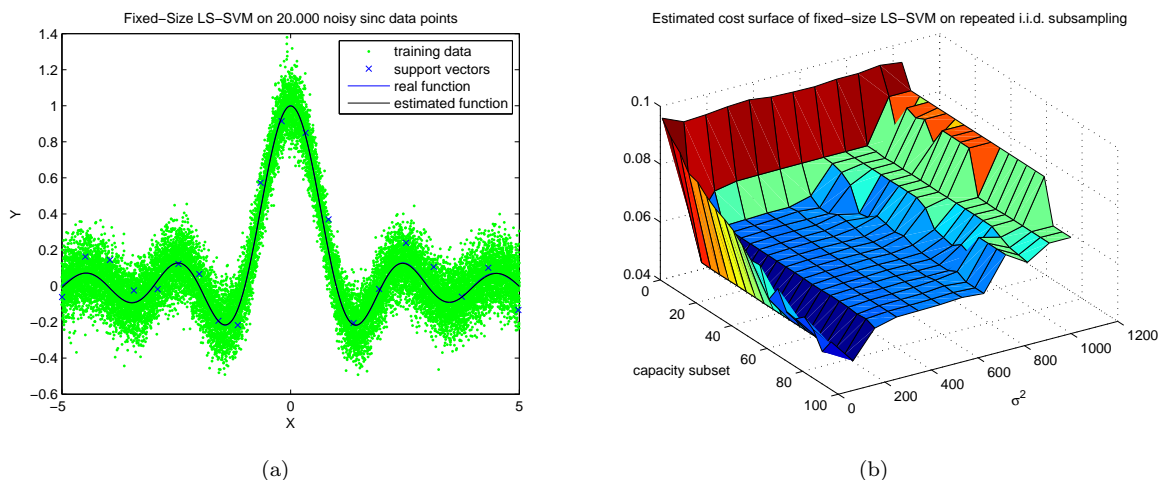 Fixed−Size LS−SVM on 20.000 noisy sinc data points
1.4
1.2
1
0.8
0.6
0.4
0.2
0
−0.2
−0.4
−0.6
Y
−5
0
5
X
training data
support vectors
real function
estimated function
(a)
Estimated cost surface of fixed−size LS−SVM on repeated i.i.d. subsampling
0.1
0.08
0.06
0.04
0
20
40
60
80
100
capacity subset
0
200
400
600
800
1000
1200
σ²
(b)